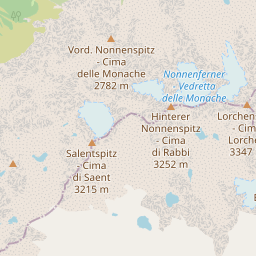 Vord. Nonnenspitz
- Cima
delle Monache
2782 m
Nonnenferner
Vedretta
delle Monache
Hinterer
Nonnenspitz
- Cima
di Rabbi
3252 m
Lorchen
- Cim
Lorche
3347
Salentspitz
- Cima
di Saent
3215 m